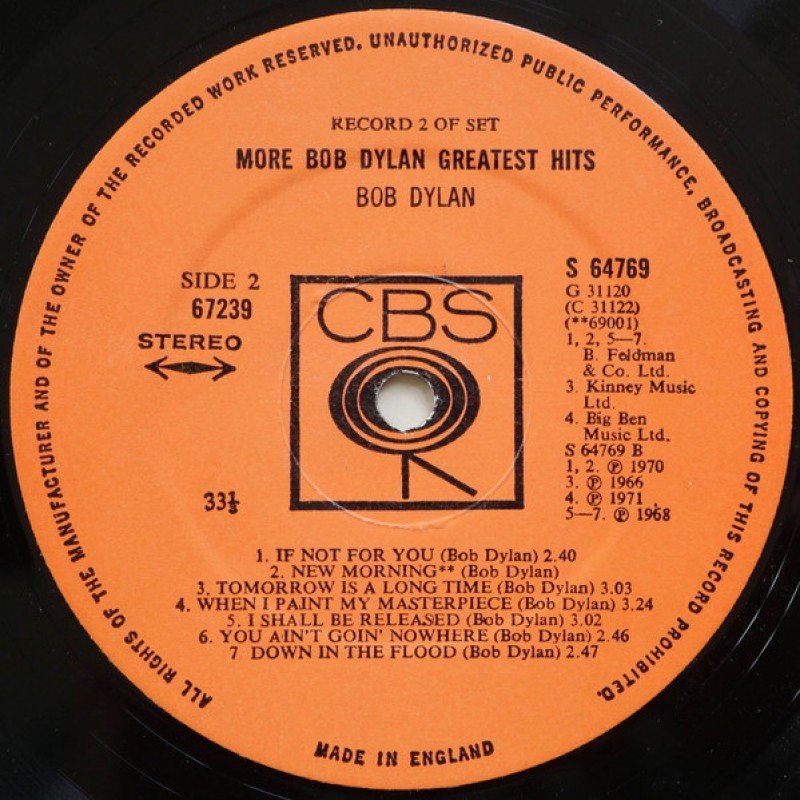 ALL RIGHTS OF THE MANUFACTURER AND OF THE OWNER OF THE RECORDED WORK RESERVED. UNAUTHORIZED PUBLIC PERFORMANCE, BROADCASTING AND COPYING OF THIS RECORD PROHIBITED.
RECORD 2 OF SET
MORE BOB DYLAN GREATEST HITS
BOB DYLAN
SIDE 2
67239
STEREO
33⅓
CBS
S 64769
G 31120
(C 31122)
(**69001)
1, 2, 5—7.
B. Feldman
& Co. Ltd.
3. Kinney Music
Ltd.
4. Big Ben
Music Ltd.
S 64769 B
1, 2. ℗ 1970
3. ℗ 1966
4. ℗ 1971
5—7. ℗ 1968
1. IF NOT FOR YOU (Bob Dylan) 2.40
2. NEW MORNING** (Bob Dylan)
3. TOMORROW IS A LONG TIME (Bob Dylan) 3.03
4. WHEN I PAINT MY MASTERPIECE (Bob Dylan) 3.24
5. I SHALL BE RELEASED (Bob Dylan) 3.02
6. YOU AIN'T GOIN' NOWHERE (Bob Dylan) 2.46
7. DOWN IN THE FLOOD (Bob Dylan) 2.47
MADE IN ENGLAND